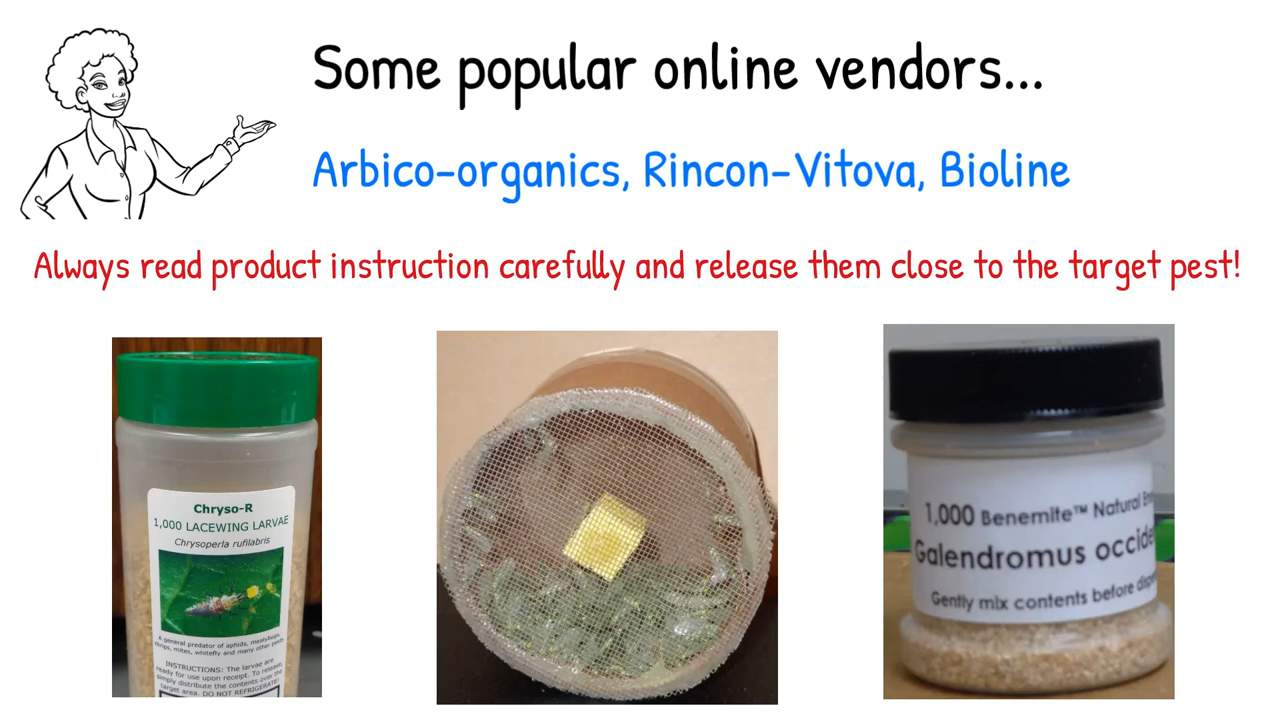 Some popular online vendors...
Arbico-organics, Rincon-Vitova, Bioline
Always read product instruction carefully and release them close to the target pest!
Chryso-R
1,000 LACEWING LARVAE
Chrysoperla rufilabris
A general predator of aphids, mealybugs,
thrips, mites, whitefly and many other pests.
INSTRUCTIONS: The larvae are
ready for use upon receipt. To release
simply distribute the contents over the
target area. DO NOT REFRIGERATE!
1,000 Benemite™ Natural
Galendromus
Gently mix contents before